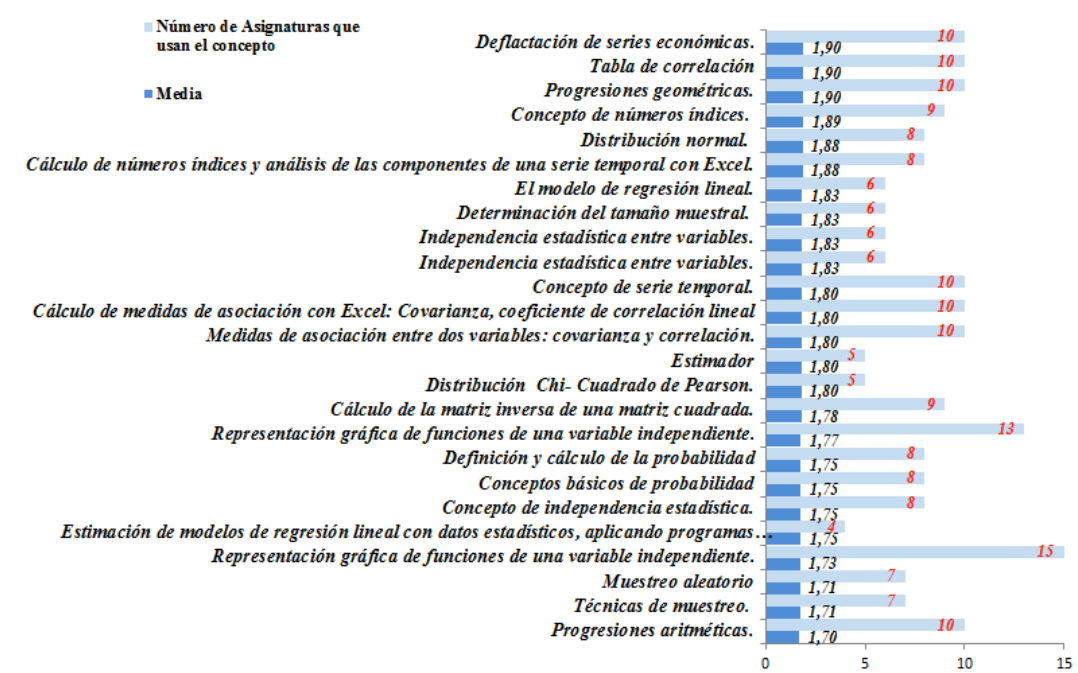 Número de Asignaturas que
usan el concepto
Media
Deflactación de series económicas.
10
1,90
Tabla de correlación
10
1,90
Progresiones geométricas.
10
1,90
Concepto de números índices.
9
1,89
Distribución normal.
8
1,88
Cálculo de números índices y análisis de las componentes de una serie temporal con Excel.
8
1,88
El modelo de regresión lineal.
6
1,83
Determinación del tamaño muestral.
6
1,83
Independencia estadística entre variables.
6
1,83
Independencia estadística entre variables.
6
1,83
Concepto de serie temporal.
10
1,80
Cálculo de medidas de asociación con Excel: Covarianza, coeficiente de correlación lineal
10
1,80
Medidas de asociación entre dos variables: covarianza y correlación.
10
1,80
Estimador
5
1,80
Distribución Chi- Cuadrado de Pearson.
5
1,80
Cálculo de la matriz inversa de una matriz cuadrada.
9
1,78
Representación gráfica de funciones de una variable independiente.
13
1,77
Definición y cálculo de la probabilidad
8
1,75
Conceptos básicos de probabilidad
8
1,75
Concepto de independencia estadística.
8
1,75
Estimación de modelos de regresión lineal con datos estadísticos, aplicando programas…
4
1,75
Representación gráfica de funciones de una variable independiente.
15
1,73
Muestreo aleatorio
7
1,71
Técnicas de muestreo.
7
1,71
Progresiones aritméticas.
10
1,70
0 5 10 15